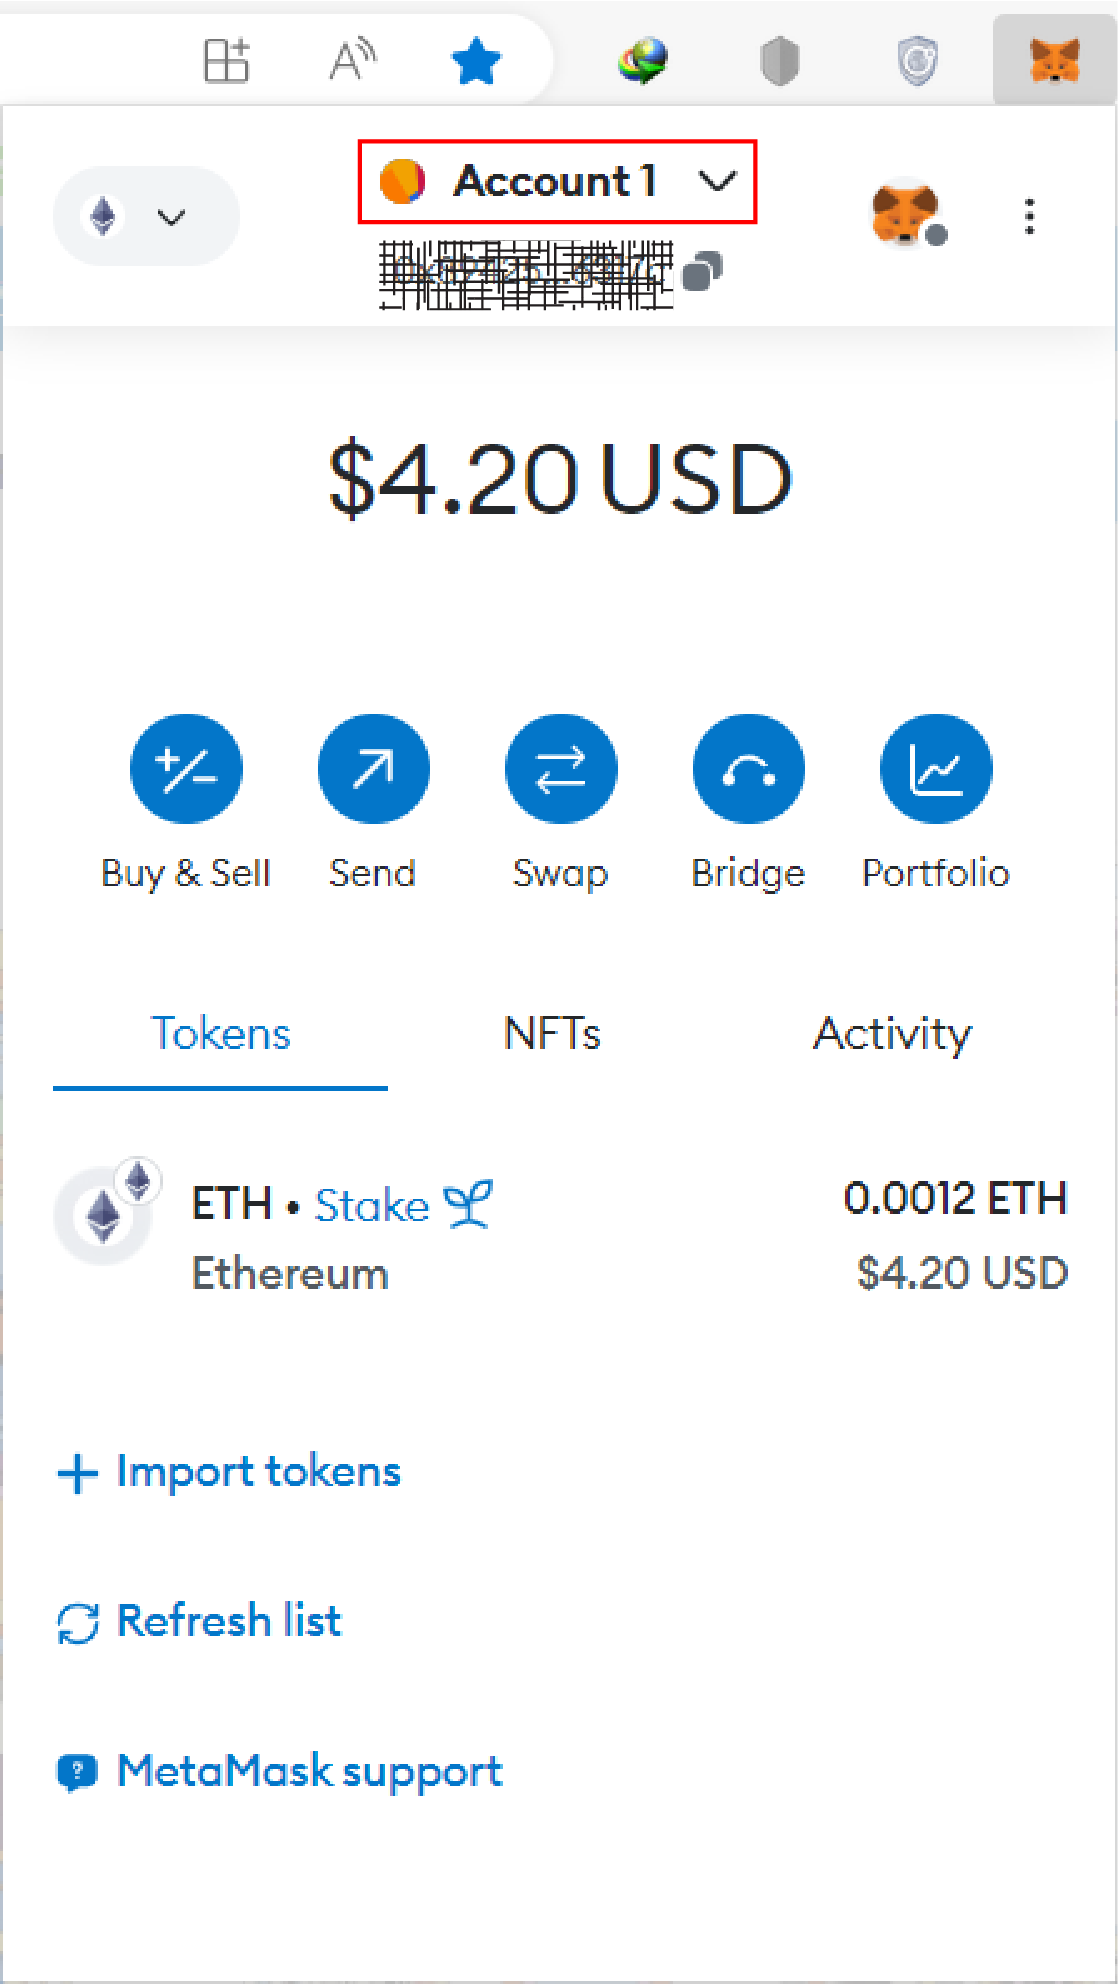 Account 1
$4.20 USD
Buy & Sell
Send
Swap
Bridge
Portfolio
Tokens
NFTs
Activity
ETH • Stake
0.0012 ETH
Ethereum
$4.20 USD
Import tokens
Refresh list
MetaMask support